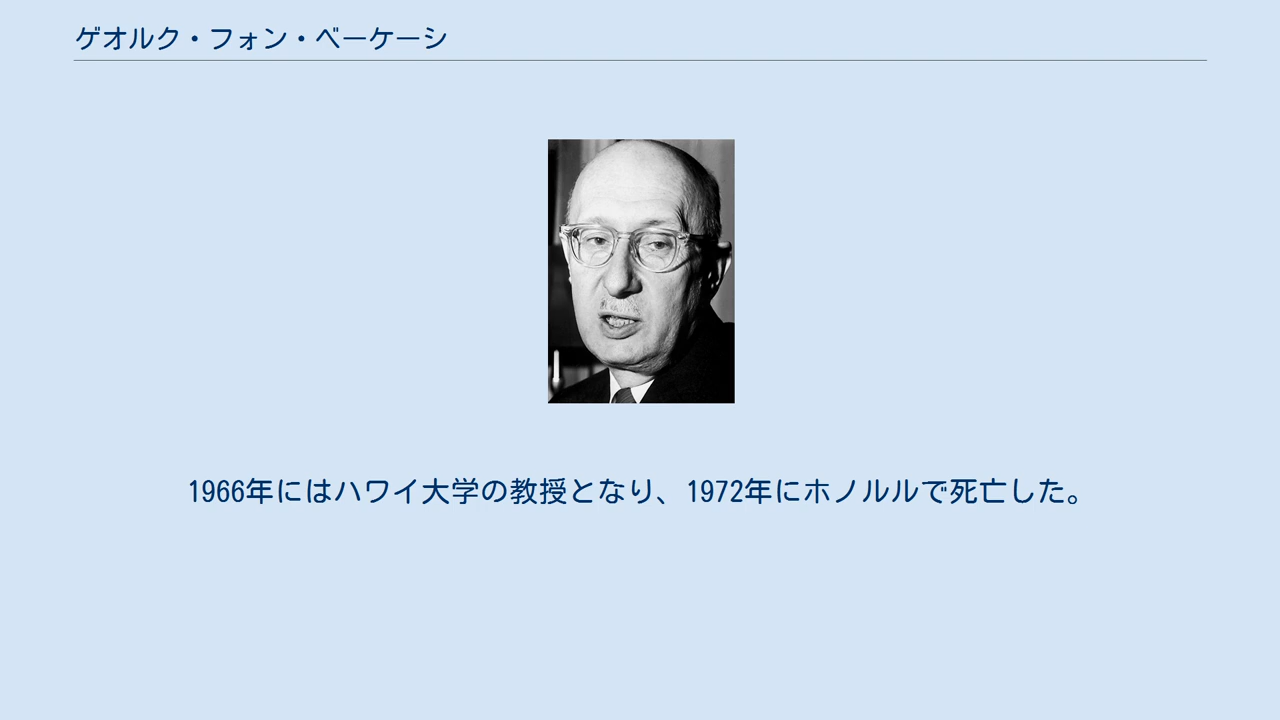 ゲオルク・フォン・ベーケーシ
1966年にはハワイ大学の教授となり、1972年にホノルルで死亡した。